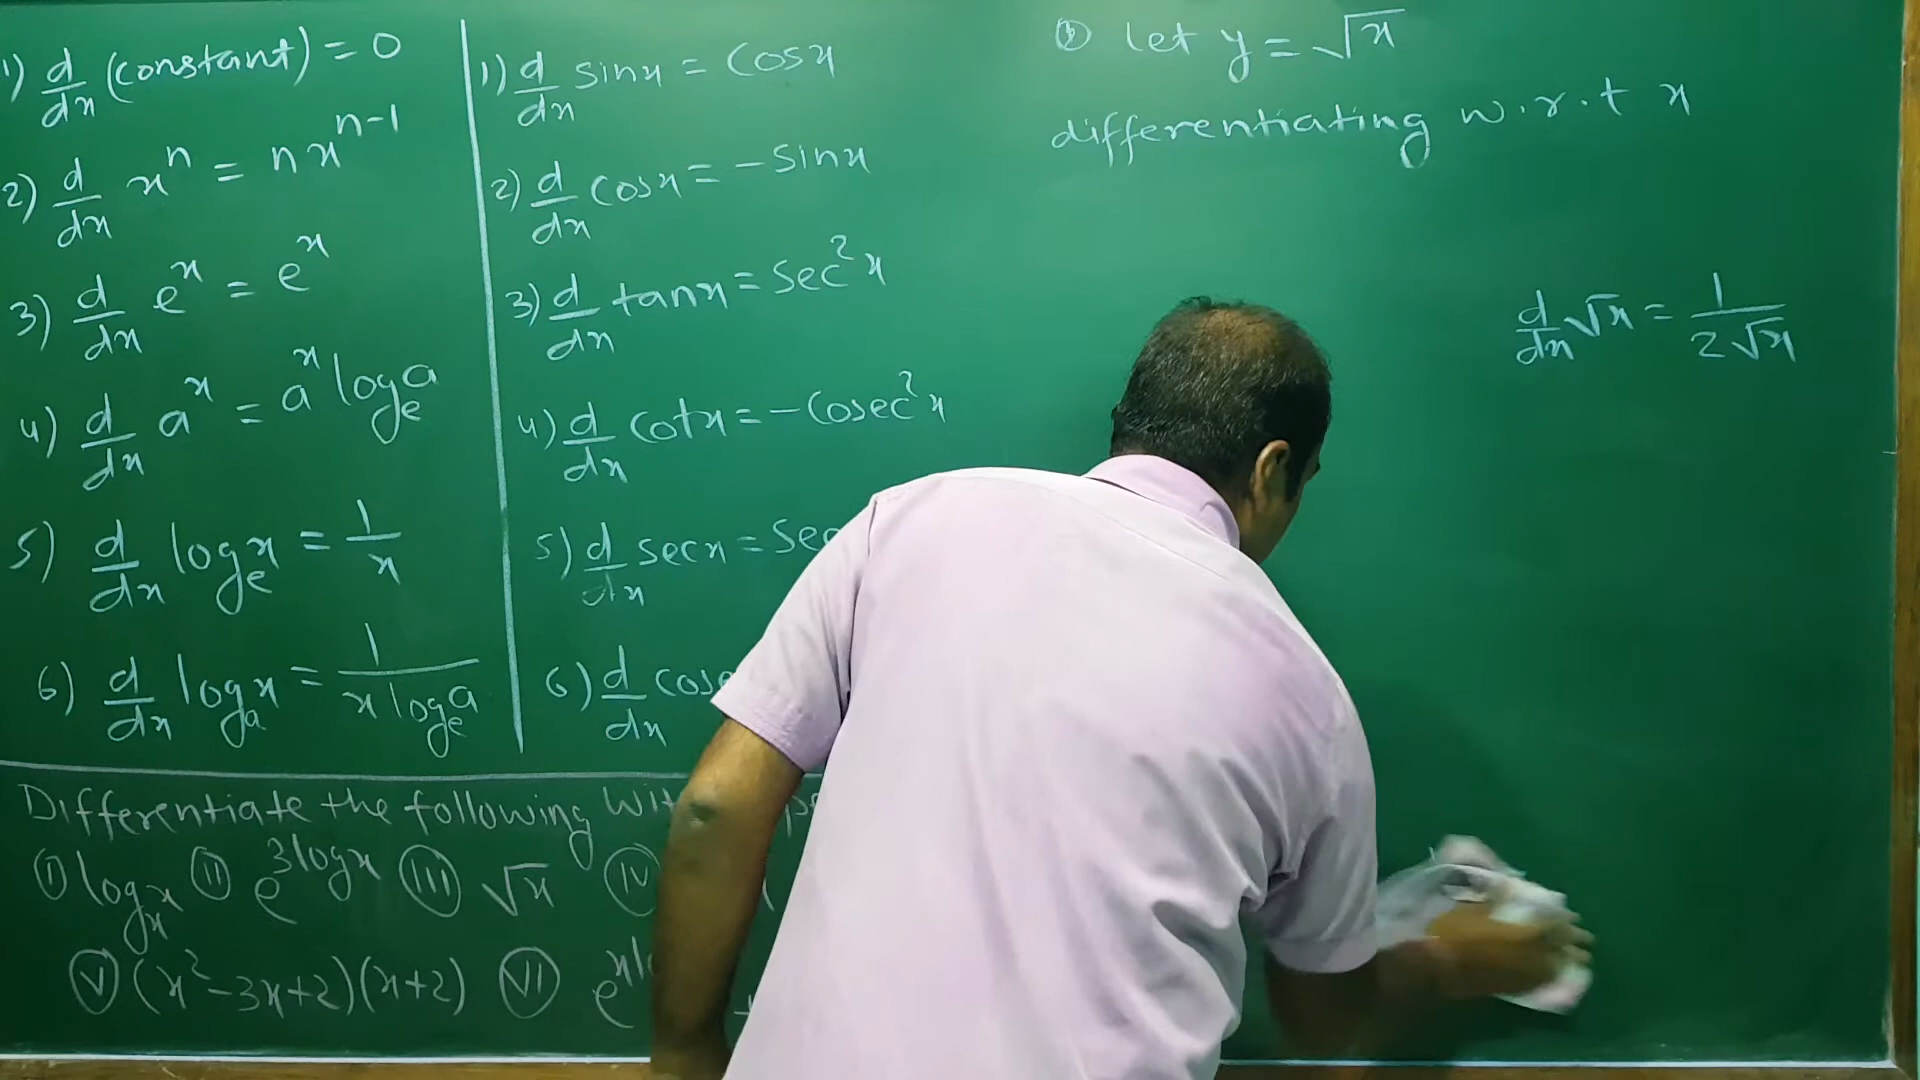 1) d/dx (constant) = 0
2) d/dx x^n = nx^(n-1)
3) d/dx e^x = e^x
4) d/dx a^x = a^x log_e a
5) d/dx log_e x = 1/x
6) d/dx log_a x = 1/(x log_e a)
1) d/dx sinx = cosx
2) d/dx cosx = -sinx
3) d/dx tanx = sec²x
4) d/dx cotx = -cosec²x
5) d/dx secx = sec
6) d/dx cose
Differentiate the following
(I) log_x x (II) e^(3logx) (III) √x (IV)
(V) (x²-3x+2)(x+2) (VI) e^x
let y = √x
differentiating w.r.t x
d/dx √x = 1/(2√x)